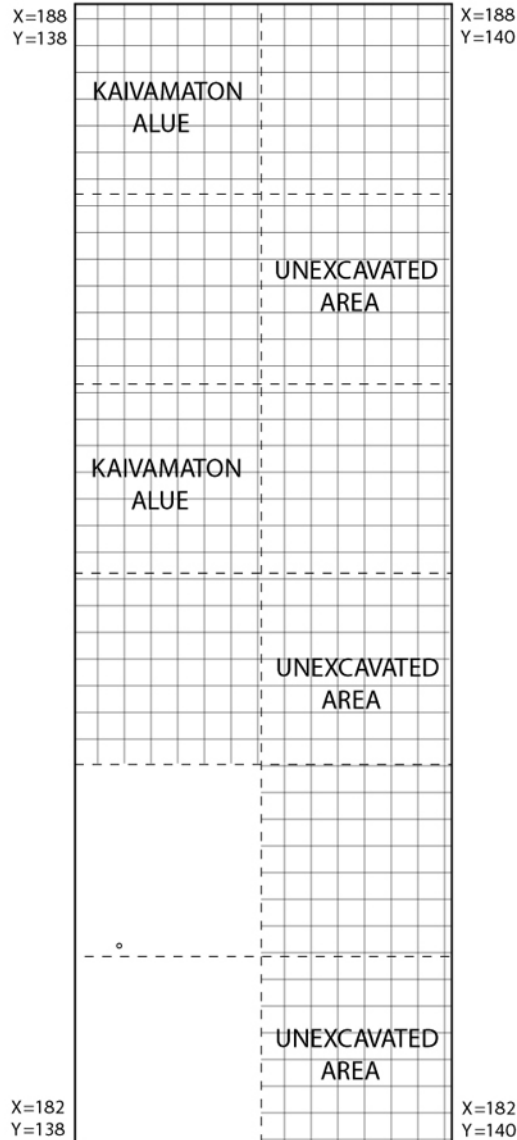 X=188
Y=138
X=188
Y=140
KAIVAMATON
ALUE
UNEXCAVATED
AREA
KAIVAMATON
ALUE
UNEXCAVATED
AREA
UNEXCAVATED
AREA
X=182
Y=138
X=182
Y=140